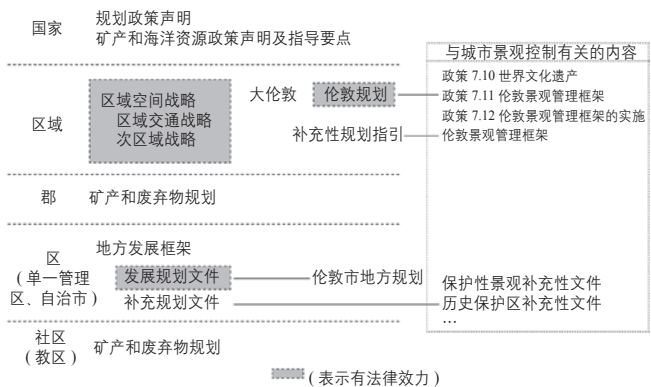 国家
规划政策声明
矿产和海洋资源政策声明及指导要点
与城市景观控制有关的内容
区域
区域空间战略
区域交通战略
次区域战略
大伦敦
伦敦规划
补充性规划指引
政策 7.10 世界文化遗产
政策 7.11 伦敦景观管理框架
政策 7.12 伦敦景观管理框架的实施
伦敦景观管理框架
郡
矿产和废弃物规划
区
( 单一管理
区、自治市 )
地方发展框架
发展规划文件
补充规划文件
伦敦市地方规划
保护性景观补充性文件
历史保护区补充性文件
…
社区
( 教区 )
矿产和废弃物规划
( 表示有法律效力 )